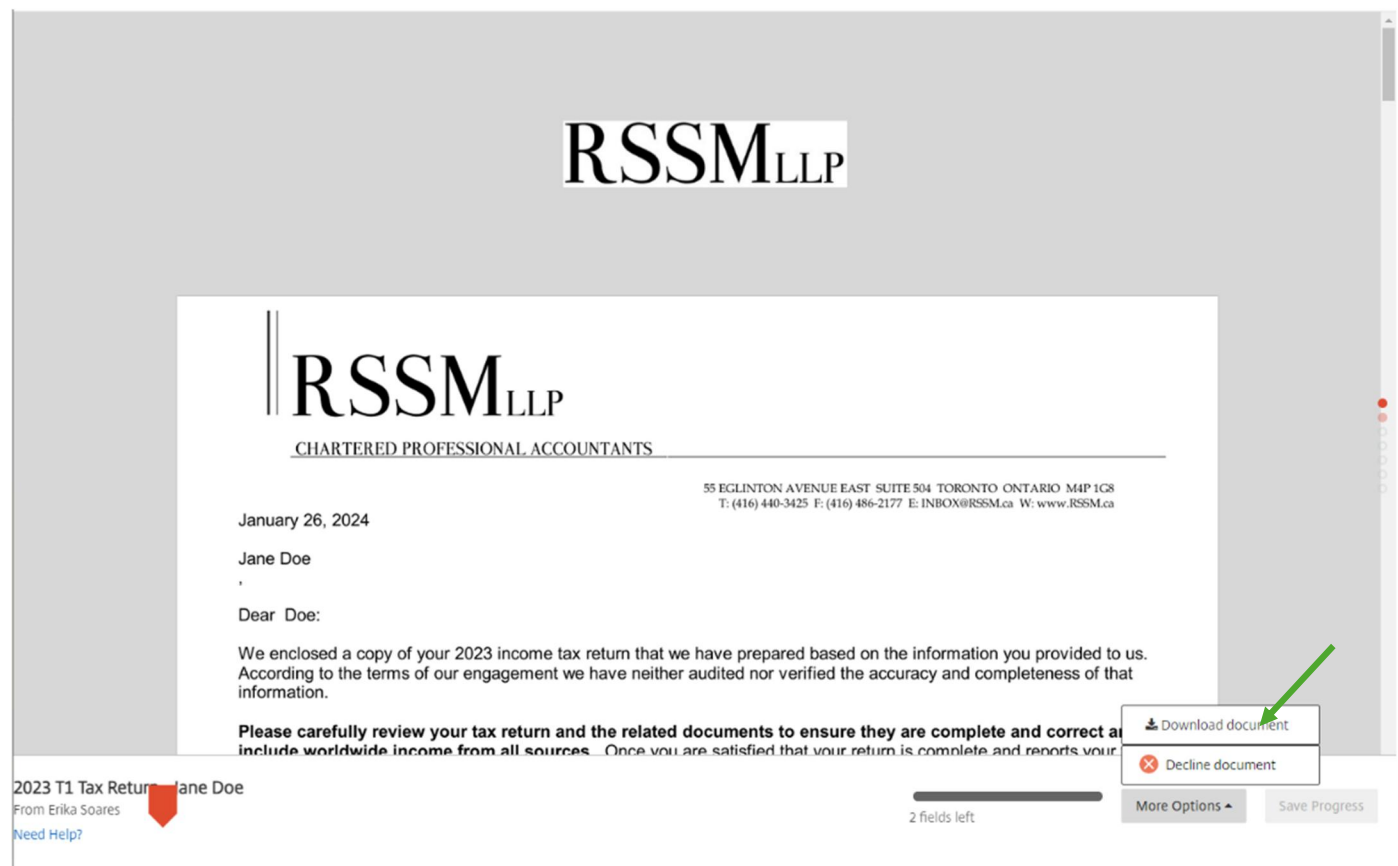 RSSM LLP
RSSM LLP
CHARTERED PROFESSIONAL ACCOUNTANTS
55 EGLINTON AVENUE EAST SUITE 504 TORONTO ONTARIO M4P 1G8
T: (416) 440-3425 F: (416) 486-2177 E: INBOX@RSSM.ca W: www.RSSM.ca
January 26, 2024
Jane Doe
,
Dear Doe:
We enclosed a copy of your 2023 income tax return that we have prepared based on the information you provided to us.
According to the terms of our engagement we have neither audited nor verified the accuracy and completeness of that
information.
Please carefully review your tax return and the related documents to ensure they are complete and correct
include worldwide income from all sources. Once you are satisfied that your return is complete and reports your
Download document
Decline document
2023 T1 Tax Return Jane Doe
From Erika Soares
Need Help?
2 fields left
More Options
Save Progress